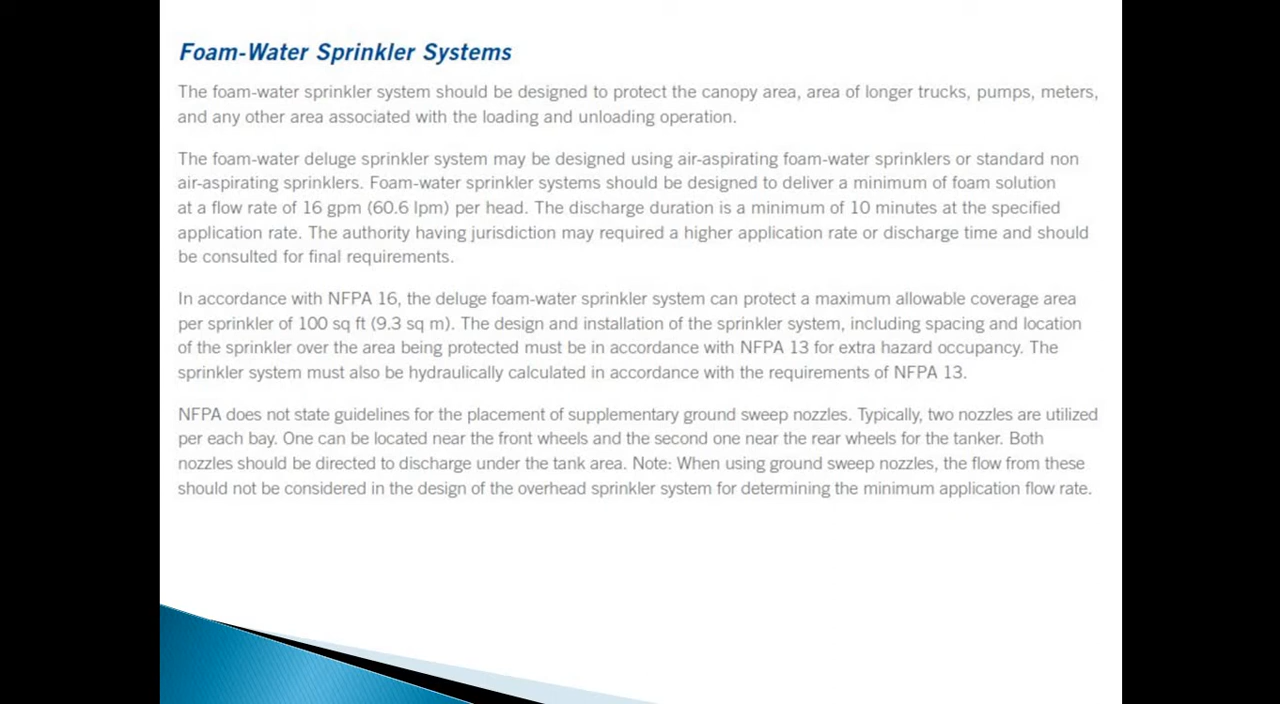 Foam-Water Sprinkler Systems
The foam-water sprinkler system should be designed to protect the canopy area, area of longer trucks, pumps, meters,
and any other area associated with the loading and unloading operation.
The foam-water deluge sprinkler system may be designed using air-aspirating foam-water sprinklers or standard non
air-aspirating sprinklers. Foam-water sprinkler systems should be designed to deliver a minimum of foam solution
at a flow rate of 16 gpm (60.6 lpm) per head. The discharge duration is a minimum of 10 minutes at the specified
application rate. The authority having jurisdiction may required a higher application rate or discharge time and should
be consulted for final requirements.
In accordance with NFPA 16, the deluge foam-water sprinkler system can protect a maximum allowable coverage area
per sprinkler of 100 sq ft (9.3 sq m). The design and installation of the sprinkler system, including spacing and location
of the sprinkler over the area being protected must be in accordance with NFPA 13 for extra hazard occupancy. The
sprinkler system must also be hydraulically calculated in accordance with the requirements of NFPA 13.
NFPA does not state guidelines for the placement of supplementary ground sweep nozzles. Typically, two nozzles are utilized
per each bay. One can be located near the front wheels and the second one near the rear wheels for the tanker. Both
nozzles should be directed to discharge under the tank area. Note: When using ground sweep nozzles, the flow from these
should not be considered in the design of the overhead sprinkler system for determining the minimum application flow rate.